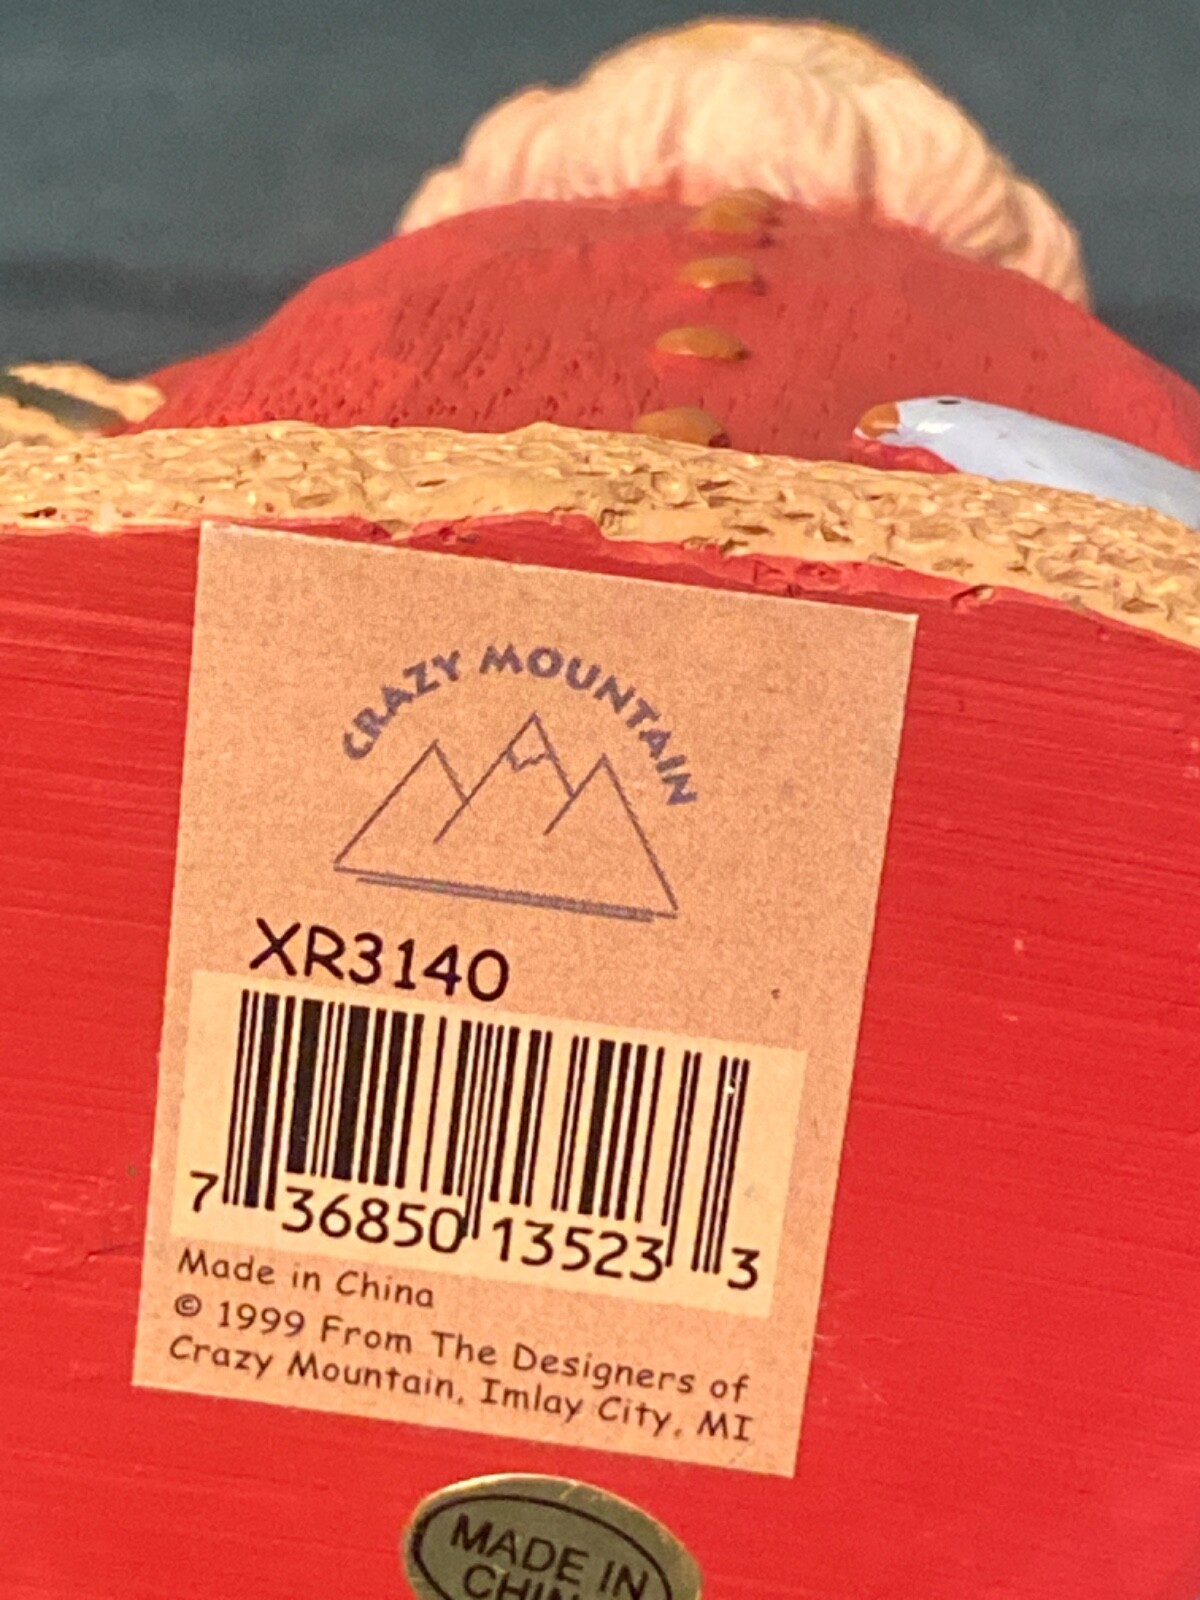 CRAZY MOUNTAIN
XR3140
7 36850 13523 3
Made in China
© 1999 From The Designers of
Crazy Mountain, Imlay City, MI
MADE IN